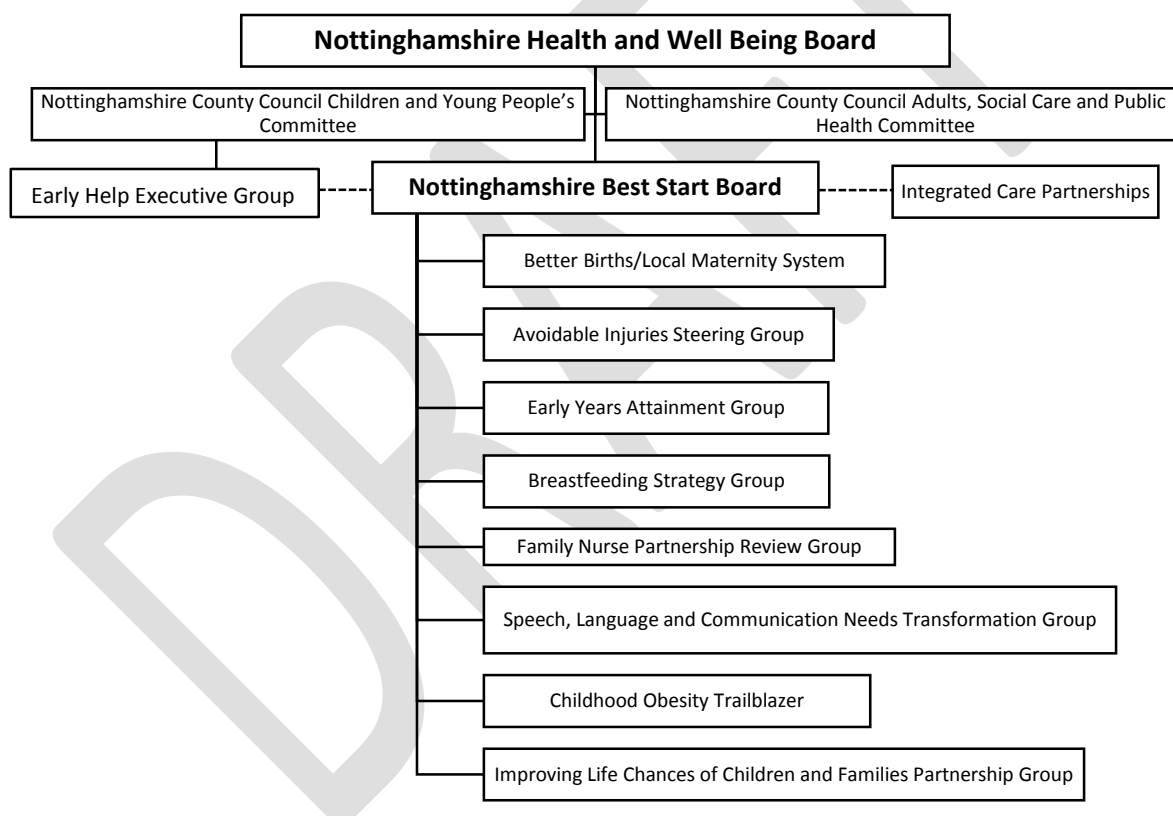 Nottinghamshire Health and Well Being Board
Nottinghamshire County Council Children and Young People’s
Committee
Nottinghamshire County Council Adults, Social Care and Public
Health Committee
Early Help Executive Group
Nottinghamshire Best Start Board
Integrated Care Partnerships
Better Births/Local Maternity System
Avoidable Injuries Steering Group
Early Years Attainment Group
Breastfeeding Strategy Group
Family Nurse Partnership Review Group
Speech, Language and Communication Needs Transformation Group
Childhood Obesity Trailblazer
Improving Life Chances of Children and Families Partnership Group
DRAFT